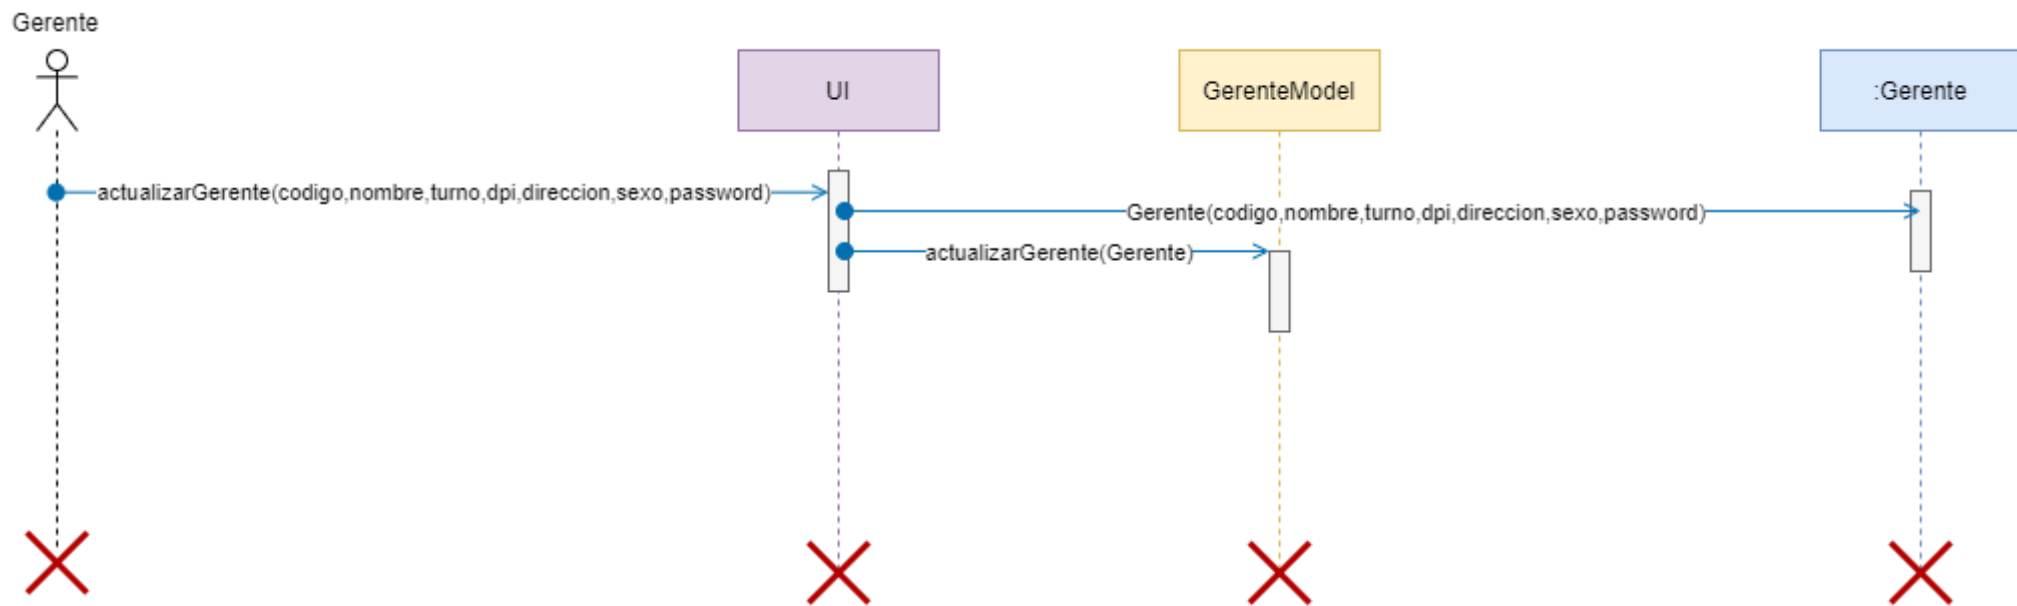 Gerente
UI
GerenteModel
:Gerente
actualizarGerente(codigo,nombre,turno,dpi,direccion,sexo,password)
Gerente(codigo,nombre,turno,dpi,direccion,sexo,password)
actualizarGerente(Gerente)